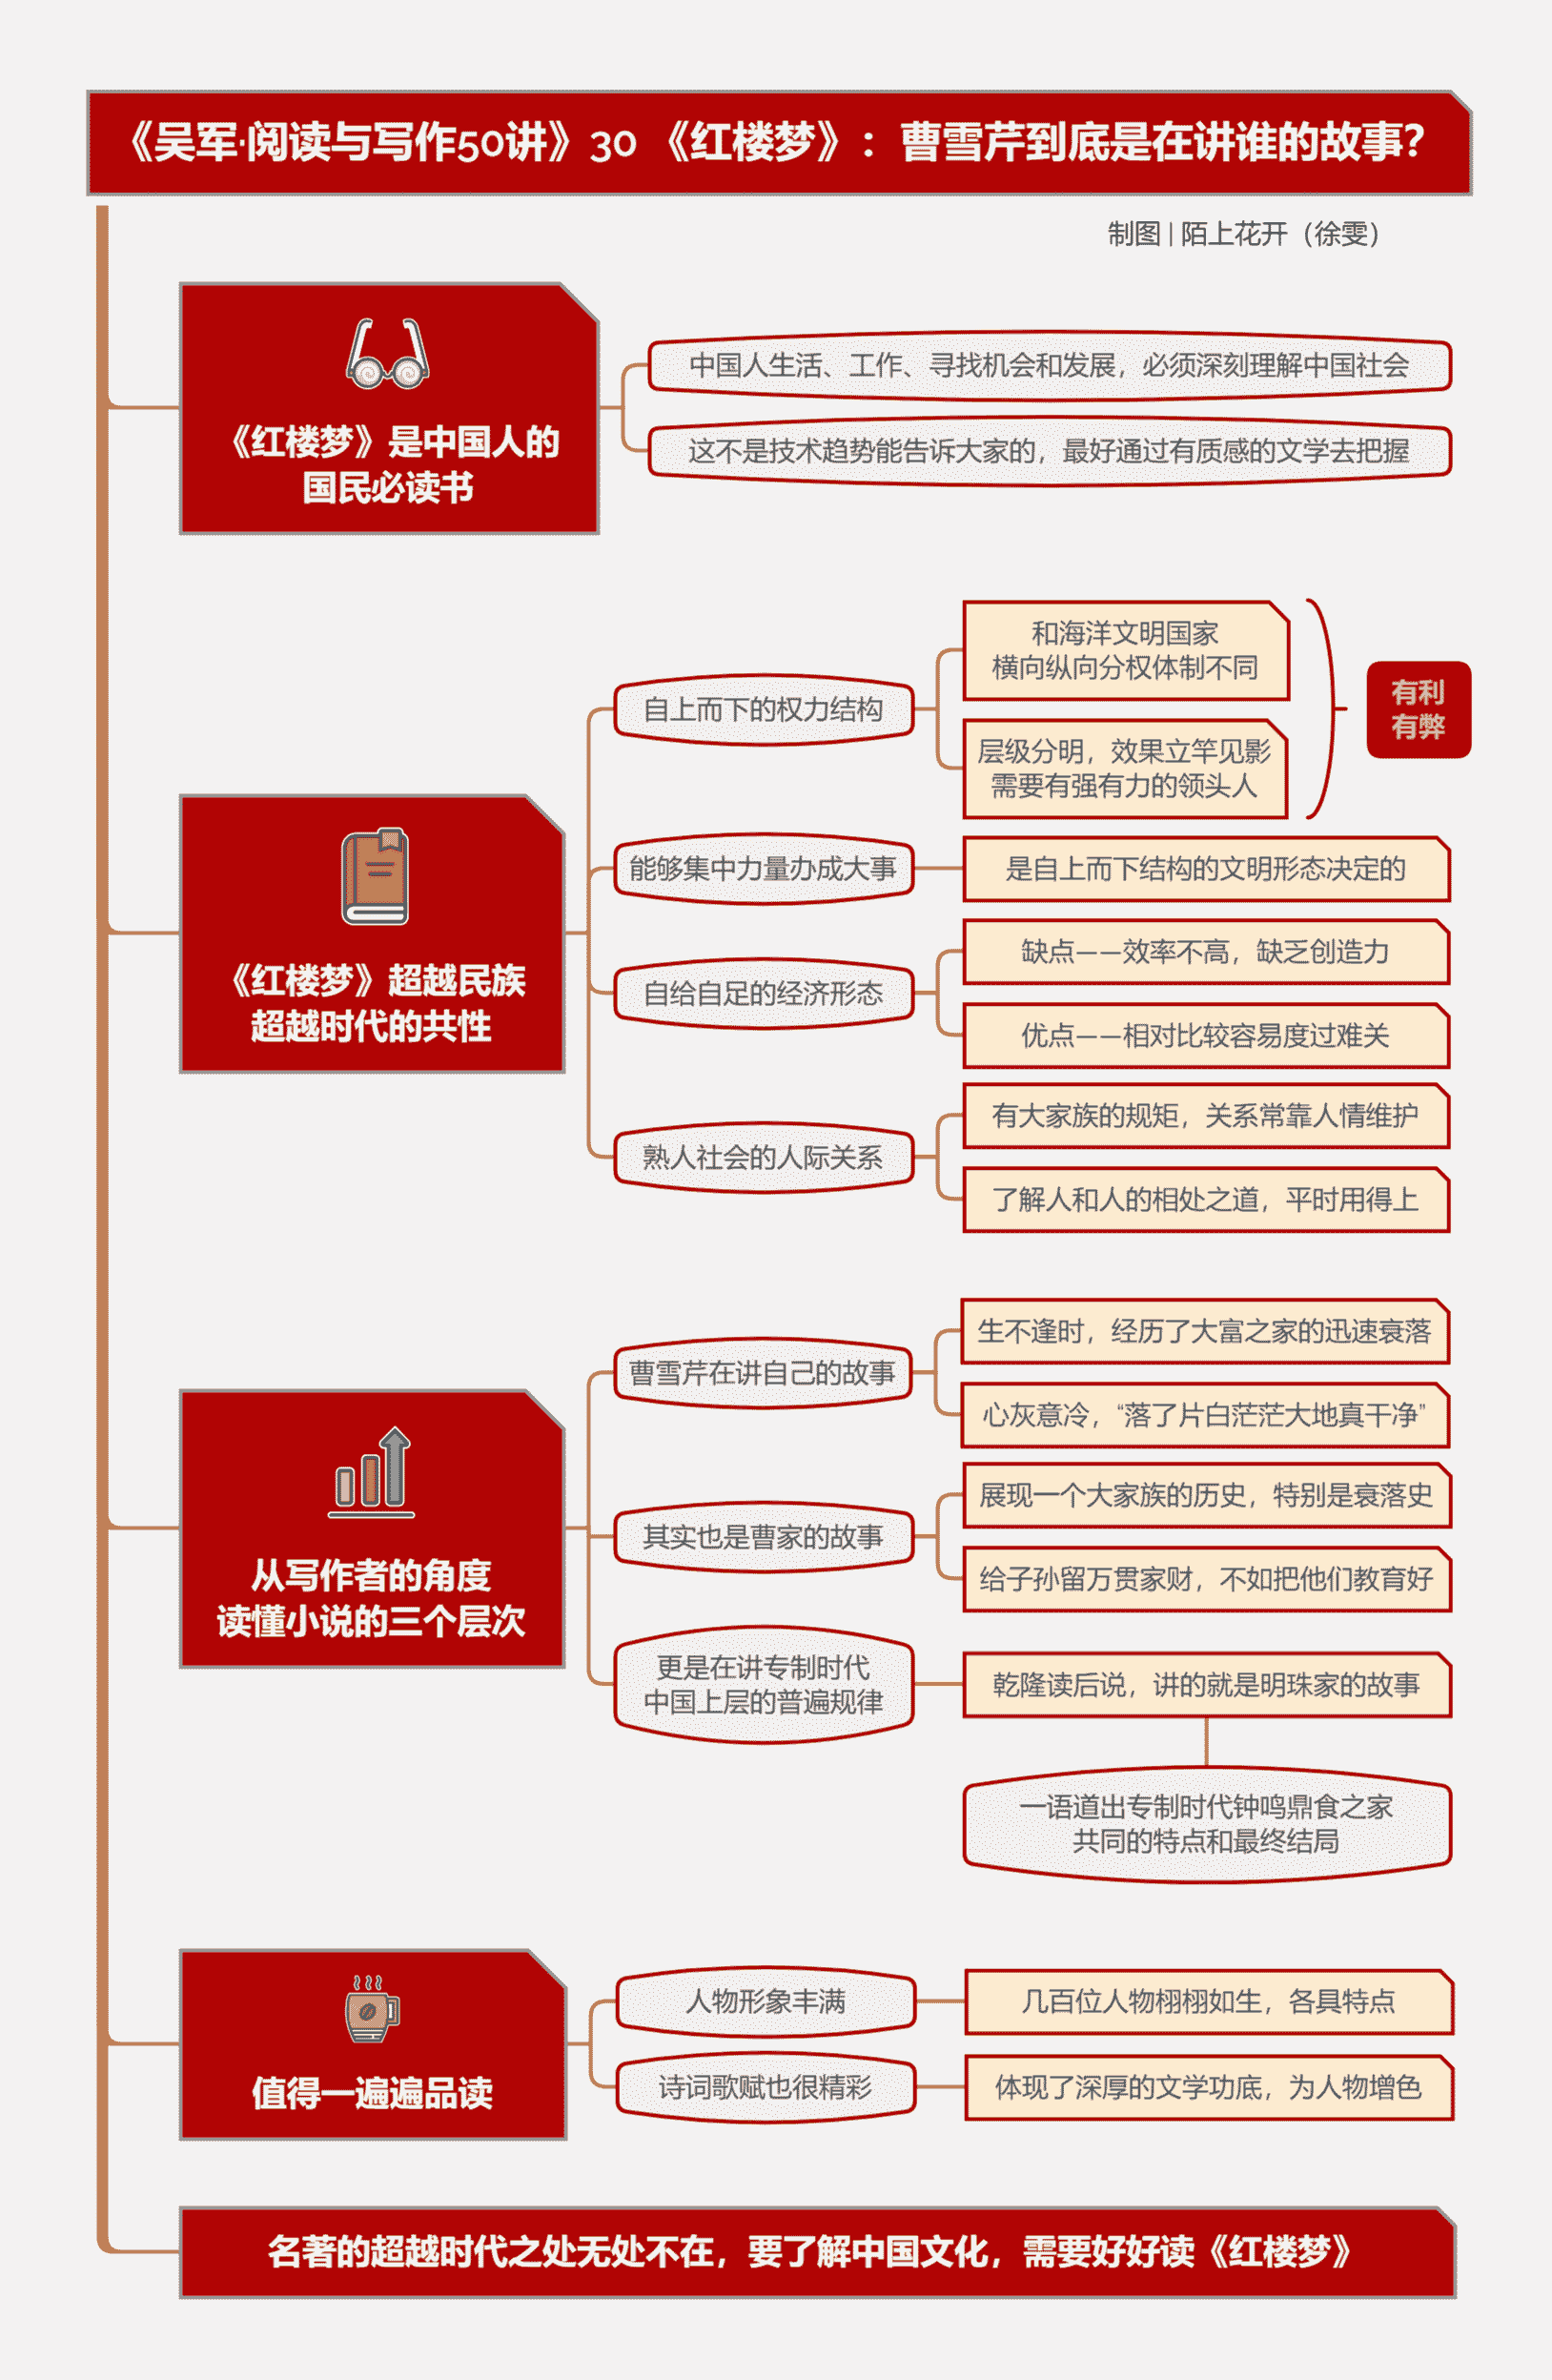 《吴军·阅读与写作50讲》30 《红楼梦》：曹雪芹到底是在讲谁的故事?
制图 | 陌上花开（徐雯）
《红楼梦》是中国人的
国民必读书
中国人生活、工作、寻找机会和发展，必须深刻理解中国社会
这不是技术趋势能告诉大家的，最好通过有质感的文学去把握
《红楼梦》超越民族
超越时代的共性
自上而下的权力结构
和海洋文明国家
横向纵向分权体制不同
层级分明，效果立竿见影
需要有强有力的领头人
有利
有弊
能够集中力量办成大事
是自上而下结构的文明形态决定的
自给自足的经济形态
缺点——效率不高，缺乏创造力
优点——相对比较容易度过难关
熟人社会的人际关系
有大家族的规矩，关系常靠人情维护
了解人和人的相处之道，平时用得上
从写作者的角度
读懂小说的三个层次
曹雪芹在讲自己的故事
生不逢时，经历了大富之家的迅速衰落
心灰意冷，“落了片白茫茫大地真干净”
其实也是曹家的故事
展现一个大家族的历史，特别是衰落史
给子孙留万贯家财，不如把他们教育好
更是在讲专制时代
中国上层的普遍规律
乾隆读后说，讲的就是明珠家的故事
一语道出专制时代钟鸣鼎食之家
共同的特点和最终结局
值得一遍遍品读
人物形象丰满
几百位人物栩栩如生，各具特点
诗词歌赋也很精彩
体现了深厚的文学功底，为人物增色
名著的超越时代之处无处不在，要了解中国文化，需要好好读《红楼梦》